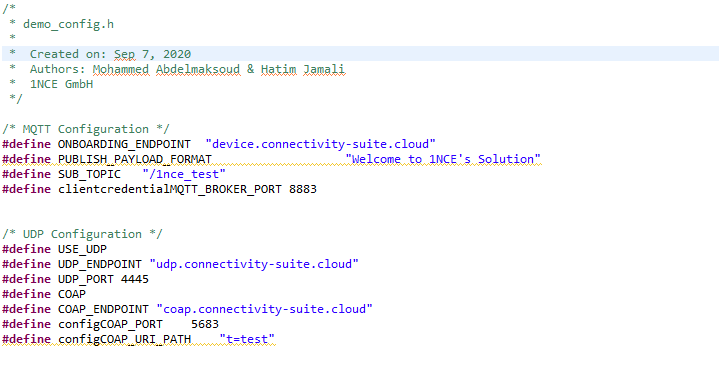 /*
 * demo_config.h
 *
 *  Created on: Sep 7, 2020
 *  Authors: Mohammed Abdelmaksoud & Hatim Jamali
 *  1NCE GmbH
 */
/* MQTT Configuration */
#define ONBOARDING_ENDPOINT  "device.connectivity-suite.cloud"
#define PUBLISH_PAYLOAD_FORMAT                   "Welcome to 1NCE's Solution"
#define SUB_TOPIC   "/1nce_test"
#define clientcredentialMQTT_BROKER_PORT 8883
/* UDP Configuration */
#define USE_UDP
#define UDP_ENDPOINT "udp.connectivity-suite.cloud"
#define UDP_PORT 4445
#define COAP
#define COAP_ENDPOINT "coap.connectivity-suite.cloud"
#define configCOAP_PORT    5683
#define configCOAP_URI_PATH    "t=test"